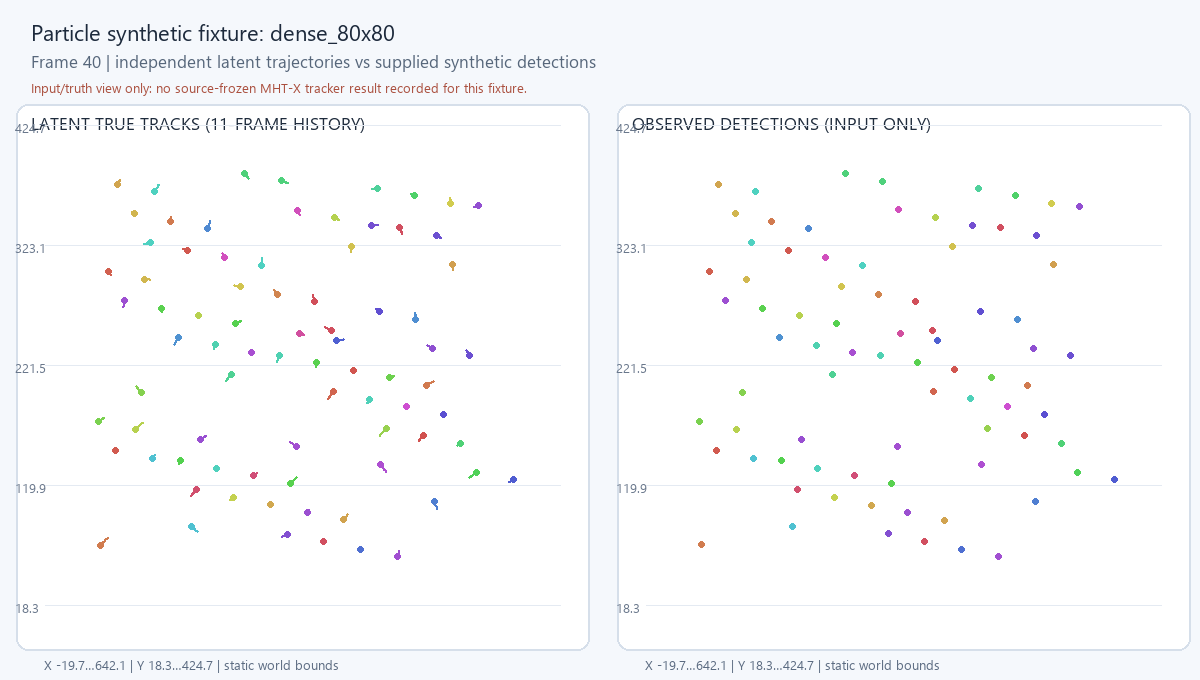 Particle synthetic fixture: dense_80x80
Frame 40 | independent latent trajectories vs supplied synthetic detections
Input/truth view only: no source-frozen MHT-X tracker result recorded for this fixture.
LATENT TRUE TRACKS (11-FRAME HISTORY)
424.7
323.1
221.5
119.9
18.3
X -19.7...642.1 | Y 18.3...424.7 | static world bounds
OBSERVED DETECTIONS (INPUT ONLY)
424.7
323.1
221.5
119.9
18.3
X -19.7...642.1 | Y 18.3...424.7 | static world bounds